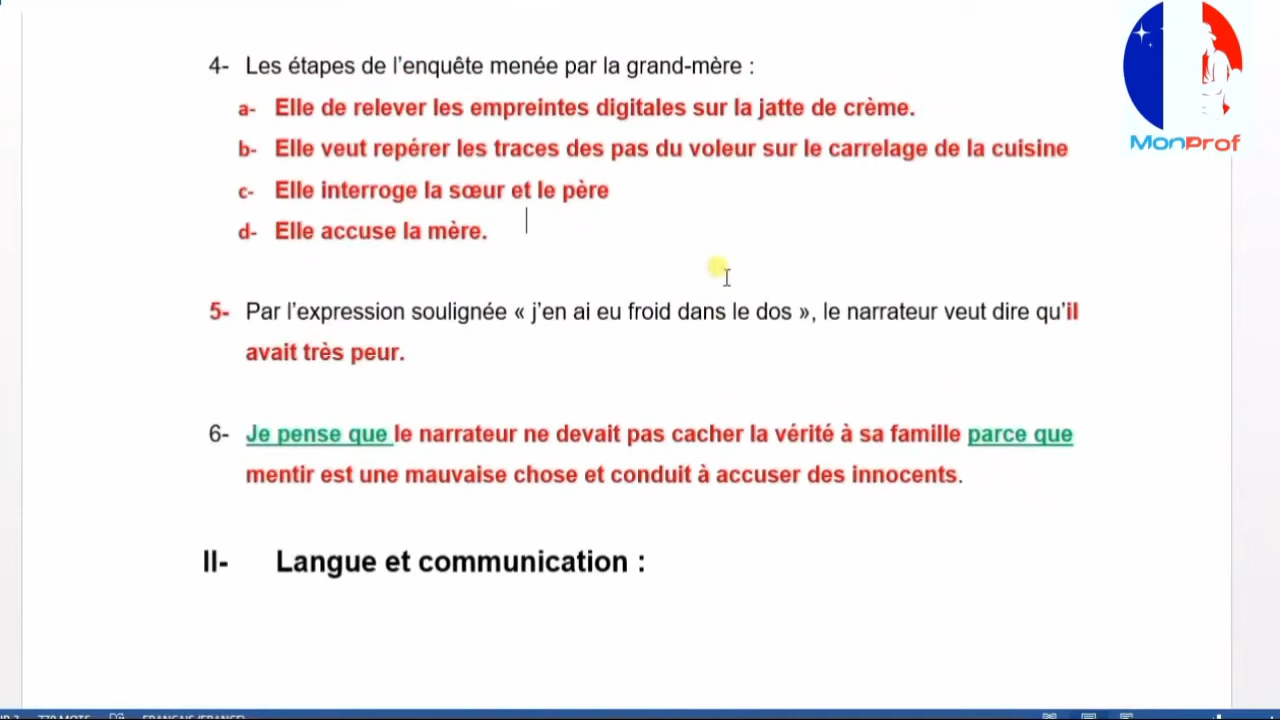 MonProf
4- Les étapes de l’enquête menée par la grand-mère :
a- Elle de relever les empreintes digitales sur la jatte de crème.
b- Elle veut repérer les traces des pas du voleur sur le carrelage de la cuisine
c- Elle interroge la sœur et le père
d- Elle accuse la mère.
5- Par l’expression soulignée « j’en ai eu froid dans le dos », le narrateur veut dire qu’il
avait très peur.
6- Je pense que le narrateur ne devait pas cacher la vérité à sa famille parce que
mentir est une mauvaise chose et conduit à accuser des innocents.
II- Langue et communication :